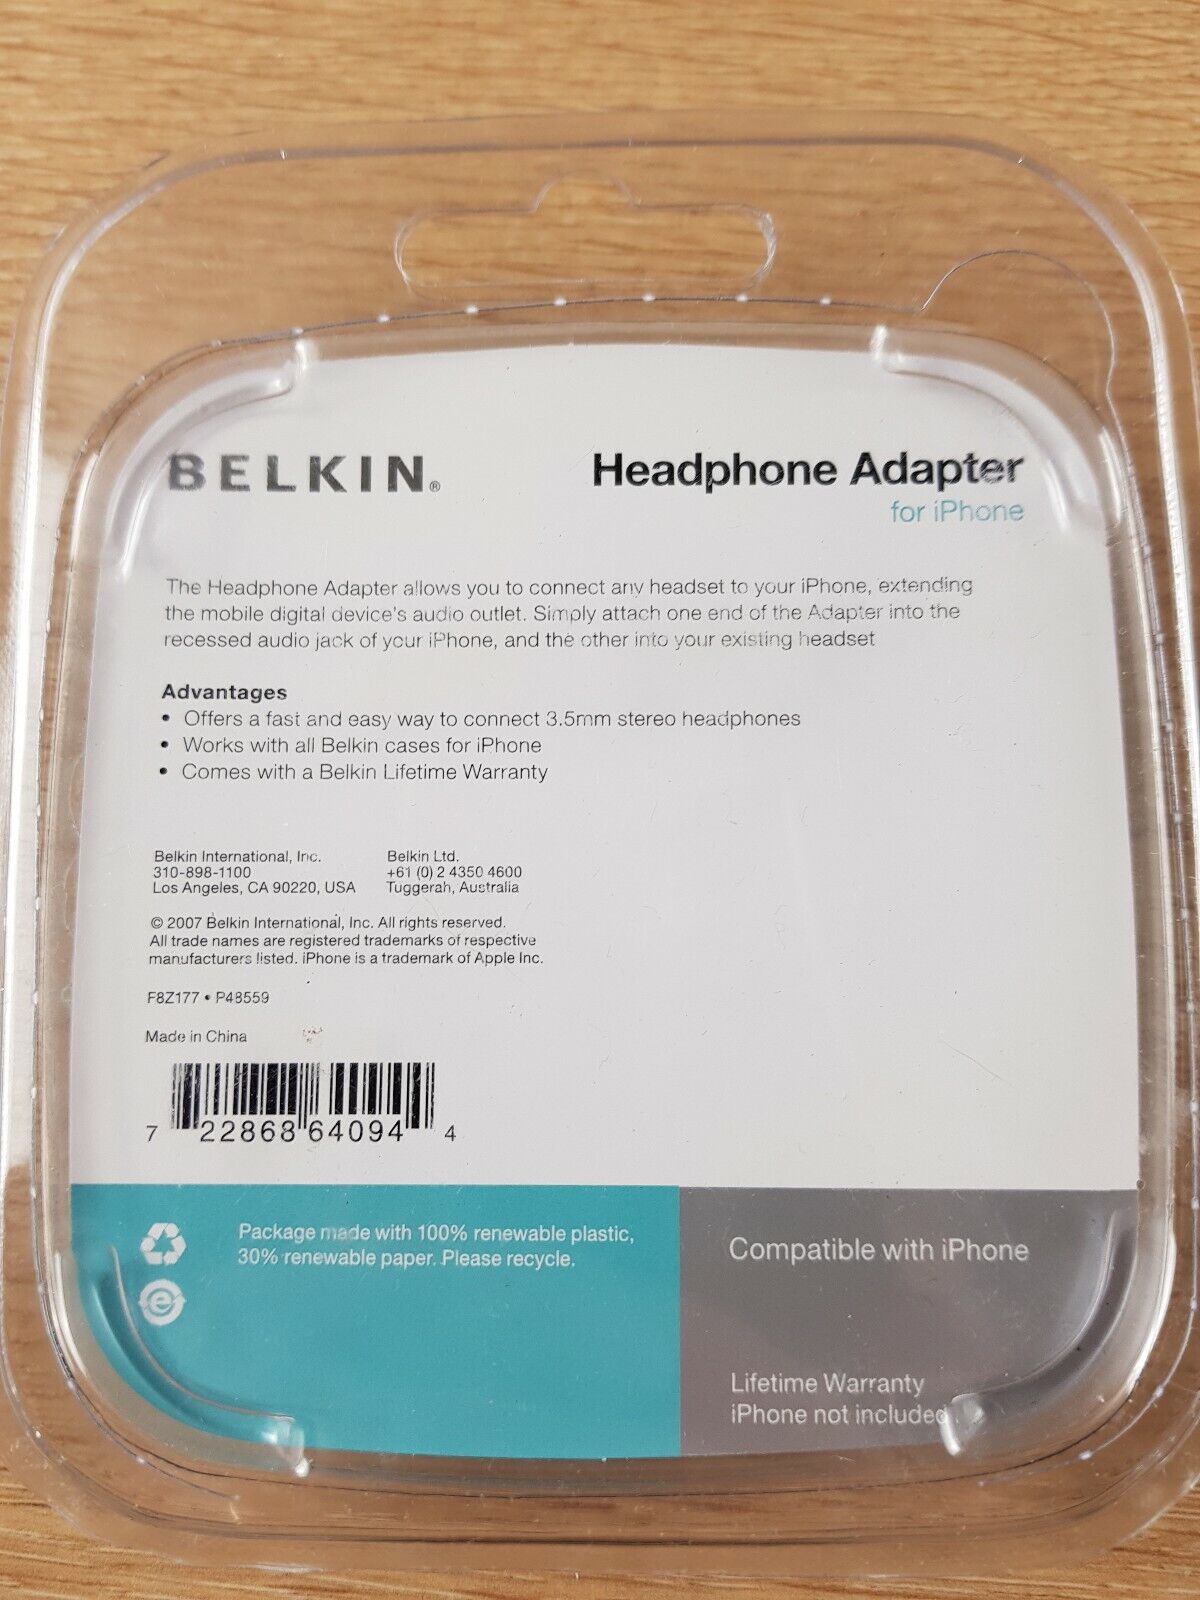 BELKIN®
Headphone Adapter
for iPhone
The Headphone Adapter allows you to connect any headset to your iPhone, extending
the mobile digital device's audio outlet. Simply attach one end of the Adapter into the
recessed audio jack of your iPhone, and the other into your existing headset
Advantages
• Offers a fast and easy way to connect 3.5mm stereo headphones
• Works with all Belkin cases for iPhone
• Comes with a Belkin Lifetime Warranty
Belkin International, Inc.
310-898-1100
Los Angeles, CA 90220, USA
Belkin Ltd.
+61 (0) 2 4350 4600
Tuggerah, Australia
© 2007 Belkin International, Inc. All rights reserved.
All trade names are registered trademarks of respective
manufacturers listed. iPhone is a trademark of Apple Inc.
F8Z177 • P48559
Made in China
7 22868 64094 4
Package made with 100% renewable plastic,
30% renewable paper. Please recycle.
e
Compatible with iPhone
Lifetime Warranty
iPhone not included